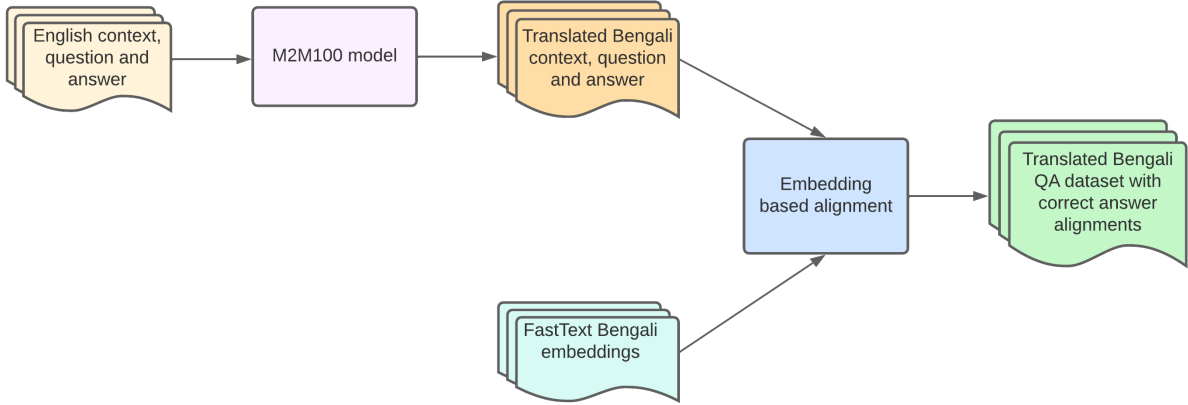 English context,
question and
answer
M2M100 model
Translated Bengali
context, question
and answer
Embedding
based alignment
Translated Bengali
QA dataset with
correct answer
alignments
FastText Bengali
embeddings